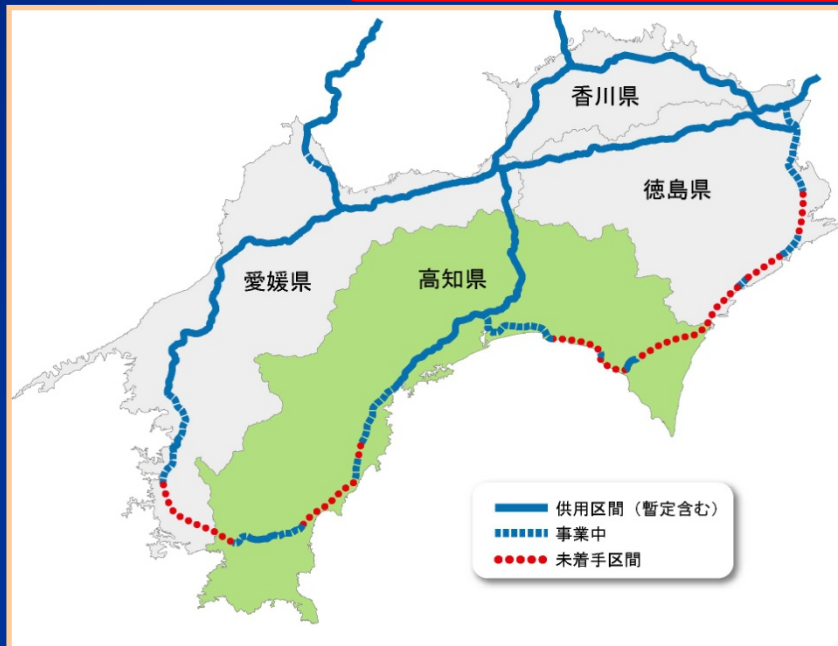 香川県
徳島県
愛媛県
高知県
供用区間（暫定含む）
事業中
未着手区間